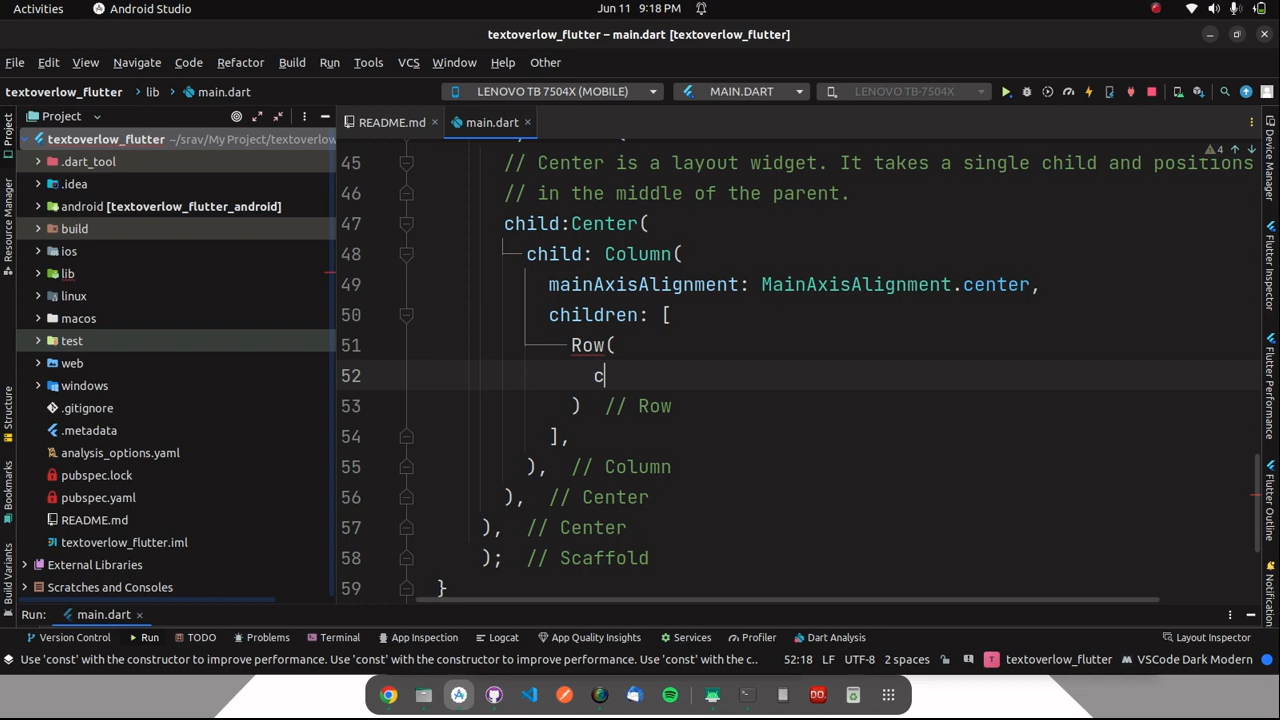 Activities
Android Studio
Jun 11 9:18 PM
textoverlow_flutter – main.dart [textoverlow_flutter]
File Edit View Navigate Code Refactor Build Run Tools VCS Window Help Other
textoverlow_flutter lib main.dart
LENOVO TB 7504X (MOBILE)
MAIN.DART
LENOVO TB-7504X
Project
README.md
main.dart
textoverlow_flutter ~/srav/My Project/textoverlow
.dart_tool
.idea
android [textoverlow_flutter_android]
build
ios
lib
linux
macos
test
web
windows
.gitignore
.metadata
analysis_options.yaml
pubspec.lock
pubspec.yaml
README.md
textoverlow_flutter.iml
External Libraries
Scratches and Consoles
Project
Resource Manager
Structure
Bookmarks
Build Variants
4
45 // Center is a layout widget. It takes a single child and positions
46 // in the middle of the parent.
47 child:Center(
48 child: Column(
49 mainAxisAlignment: MainAxisAlignment.center,
50 children: [
51 Row(
52 c
53 ) // Row
54 ],
55 ), // Column
56 ), // Center
57 ), // Center
58 ); // Scaffold
59 }
Device Manager
Flutter Inspector
Flutter Performance
Flutter Outline
Notification
Run: main.dart
Version Control Run TODO Problems Terminal App Inspection Logcat App Quality Insights Services Profiler Dart Analysis Layout Inspector
Use 'const' with the constructor to improve performance. Use 'const' with the constructor to improve performance. Use 'const' with the c..
52:18 LF UTF-8 2 spaces T textoverlow_flutter VSCode Dark Modern
DO.